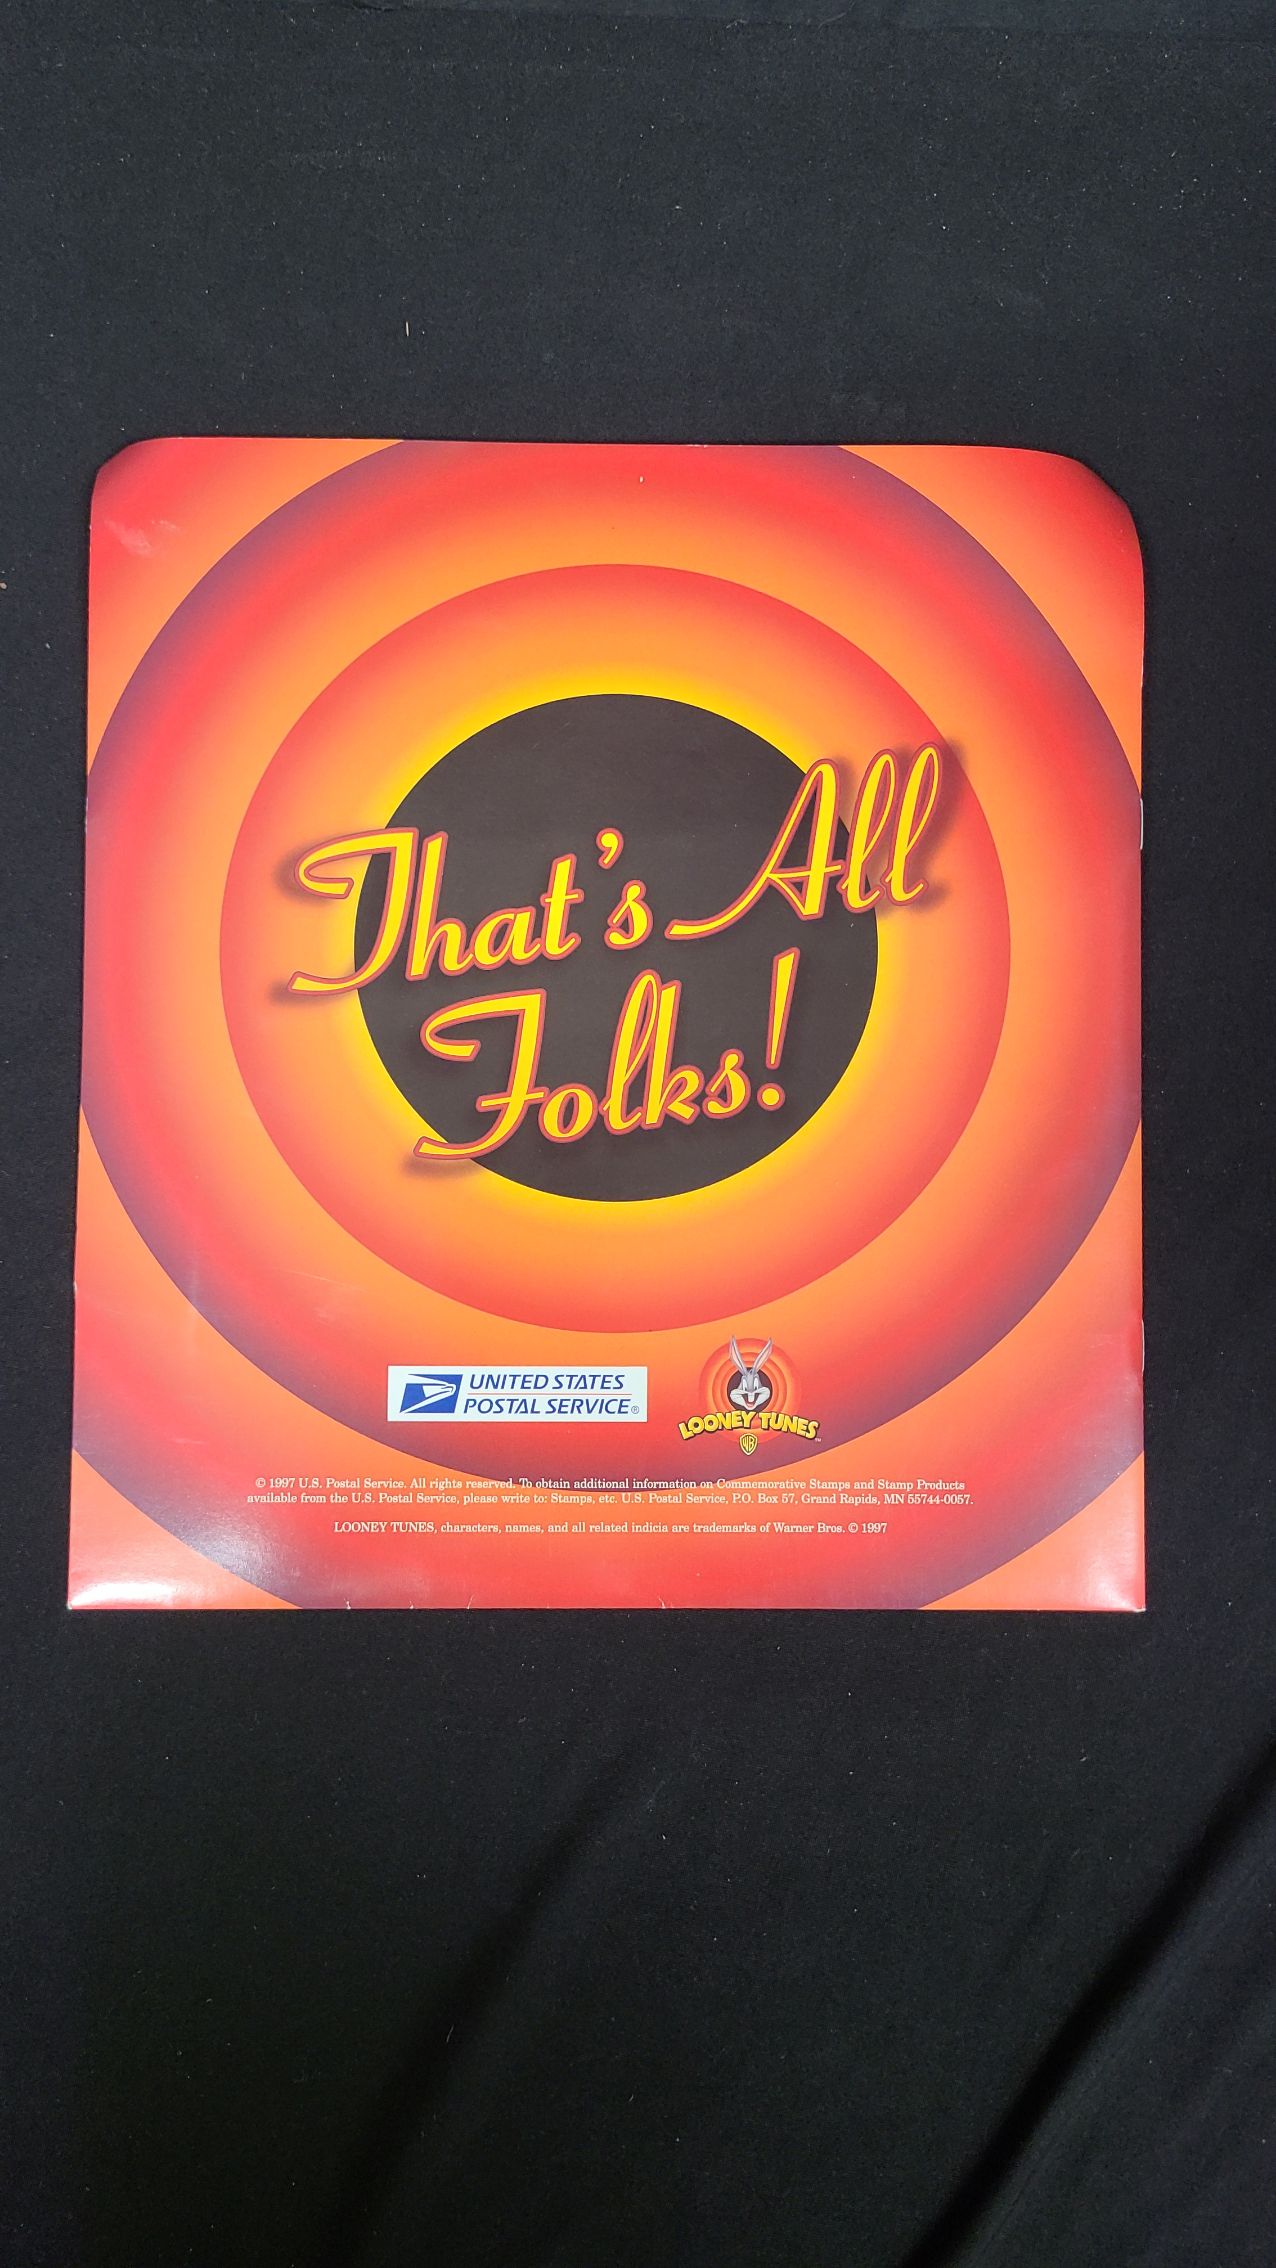 That's All
Folks!
UNITED STATES
POSTAL SERVICE®
LOONEY TUNES™
WB
© 1997 U.S. Postal Service. All rights reserved. To obtain additional information on Commemorative Stamps and Stamp Products
available from the U.S. Postal Service, please write to: Stamps, etc. U.S. Postal Service, P.O. Box 57, Grand Rapids, MN 55744-0057.
LOONEY TUNES, characters, names, and all related indicia are trademarks of Warner Bros. © 1997